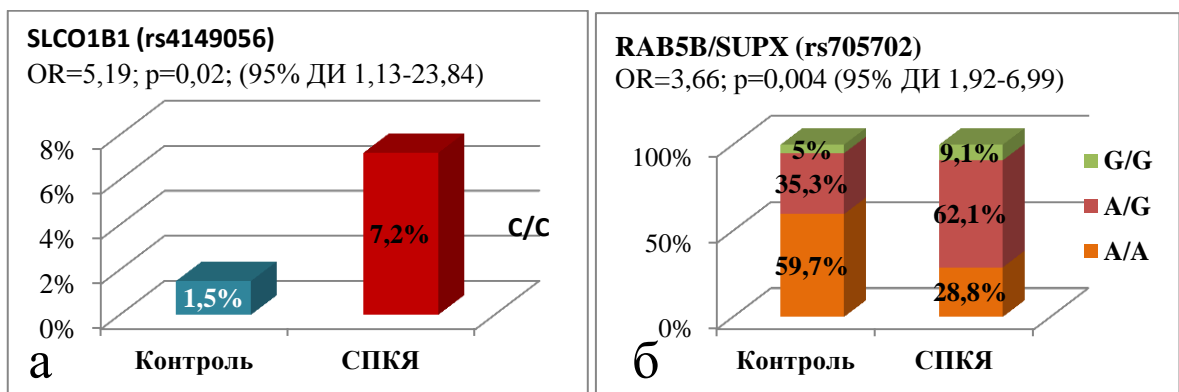 SLCO1B1 (rs4149056)
OR=5,19; p=0,02; (95% ДИ 1,13-23,84)
8%
6%
4%
2%
0%
1,5%
7,2%
C/C
Контроль
СПКЯ
а
RAB5B/SUPX (rs705702)
OR=3,66; p=0,004 (95% ДИ 1,92-6,99)
100%
50%
0%
5%
35,3%
59,7%
9,1%
62,1%
28,8%
G/G
A/G
A/A
Контроль
СПКЯ
б